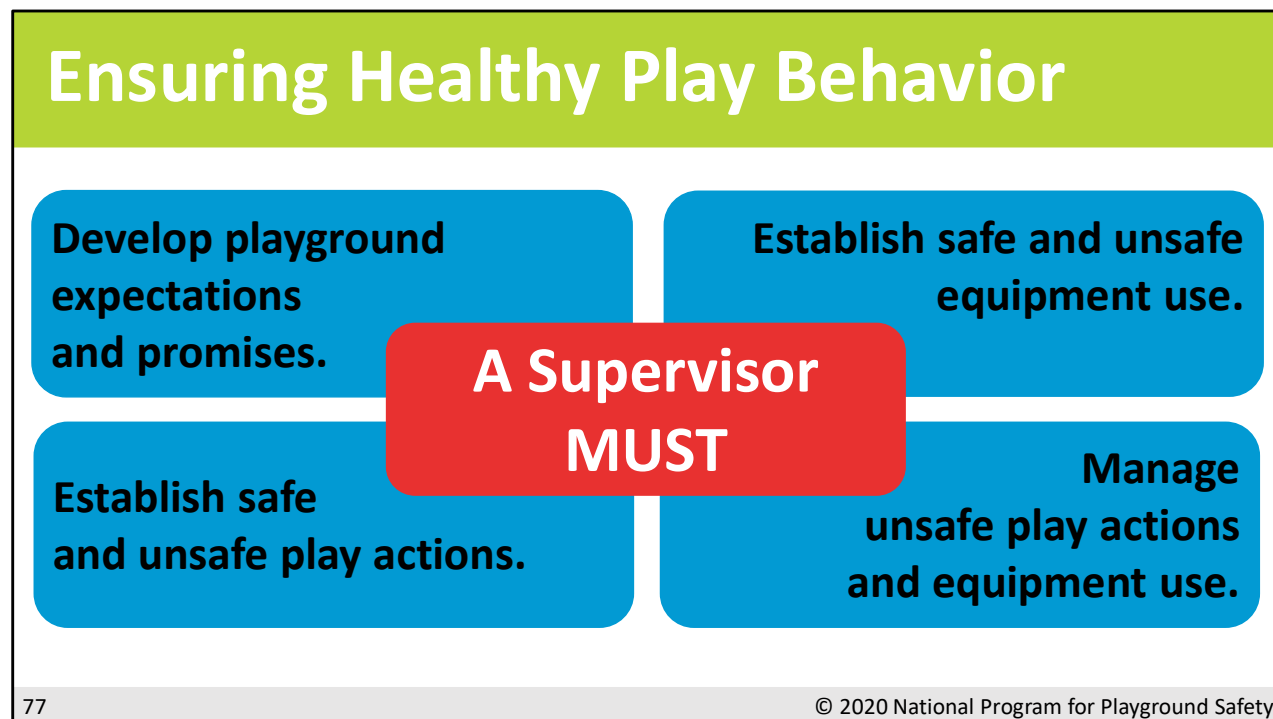 Ensuring Healthy Play Behavior
Develop playground
expectations
and promises.
Establish safe and unsafe
equipment use.
A Supervisor
MUST
Establish safe
and unsafe play actions.
Manage
unsafe play actions
and equipment use.
77
© 2020 National Program for Playground Safety